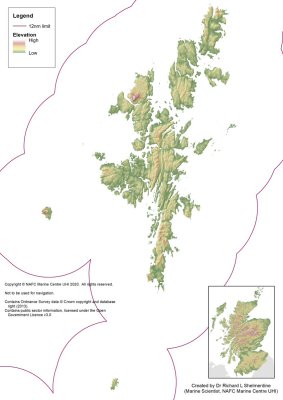 Legend
12nm limit
Elevation
High
Low
Copyright © NAFC Marine Centre UHI 2020. All rights reserved.
Not to be used for navigation.
Contains Ordnance Survey data © Crown copyright and database
right (2013).
Contains public sector information, licensed under the Open
Government Licence v3.0
Created by Dr Richard L Shelmerdine
(Marine Scientist, NAFC Marine Centre UHI)